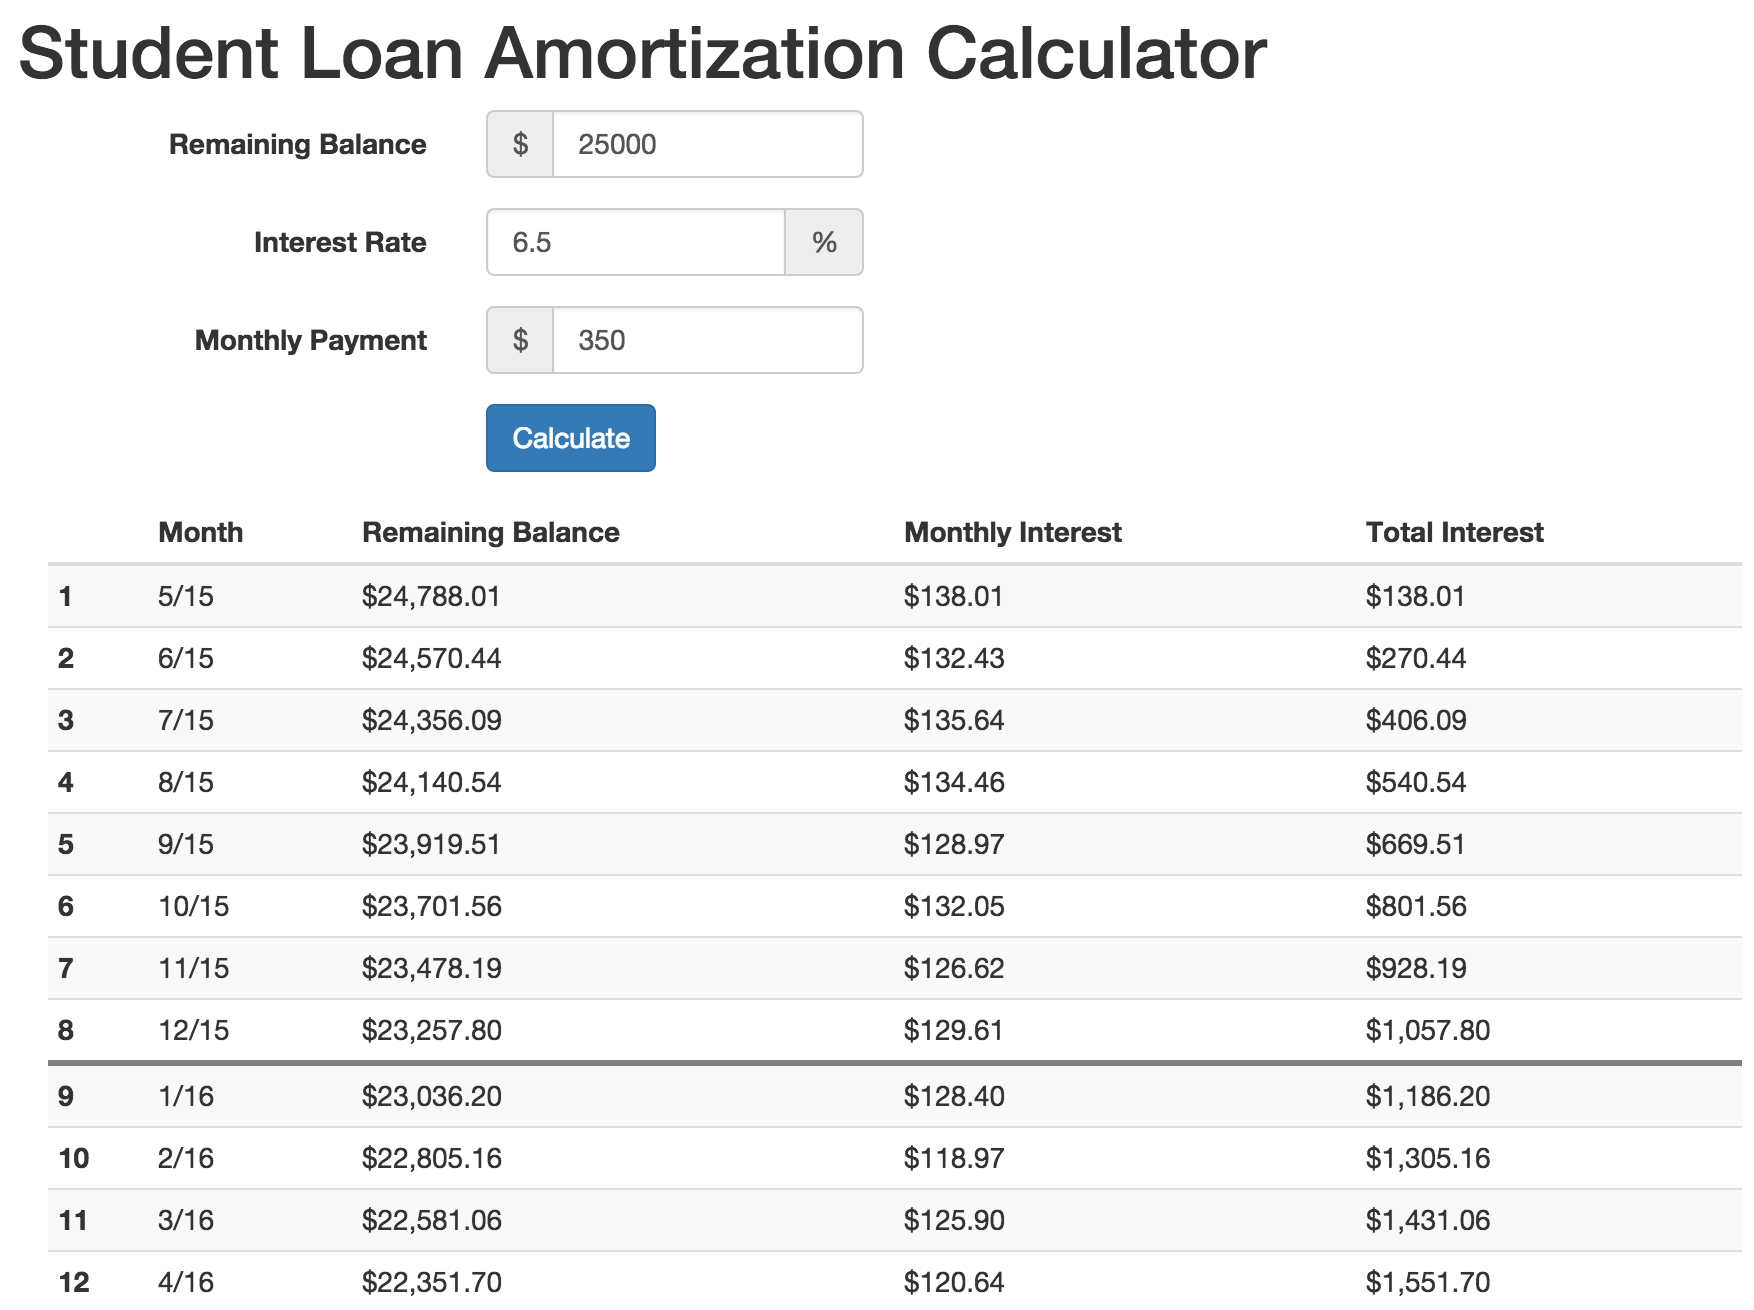 Student Loan Amortization Calculator
Remaining Balance $ 25000
Interest Rate 6.5 %
Monthly Payment $ 350
Calculate
Month Remaining Balance Monthly Interest Total Interest
1 5/15 $24,788.01 $138.01 $138.01
2 6/15 $24,570.44 $132.43 $270.44
3 7/15 $24,356.09 $135.64 $406.09
4 8/15 $24,140.54 $134.46 $540.54
5 9/15 $23,919.51 $128.97 $669.51
6 10/15 $23,701.56 $132.05 $801.56
7 11/15 $23,478.19 $126.62 $928.19
8 12/15 $23,257.80 $129.61 $1,057.80
9 1/16 $23,036.20 $128.40 $1,186.20
10 2/16 $22,805.16 $118.97 $1,305.16
11 3/16 $22,581.06 $125.90 $1,431.06
12 4/16 $22,351.70 $120.64 $1,551.70